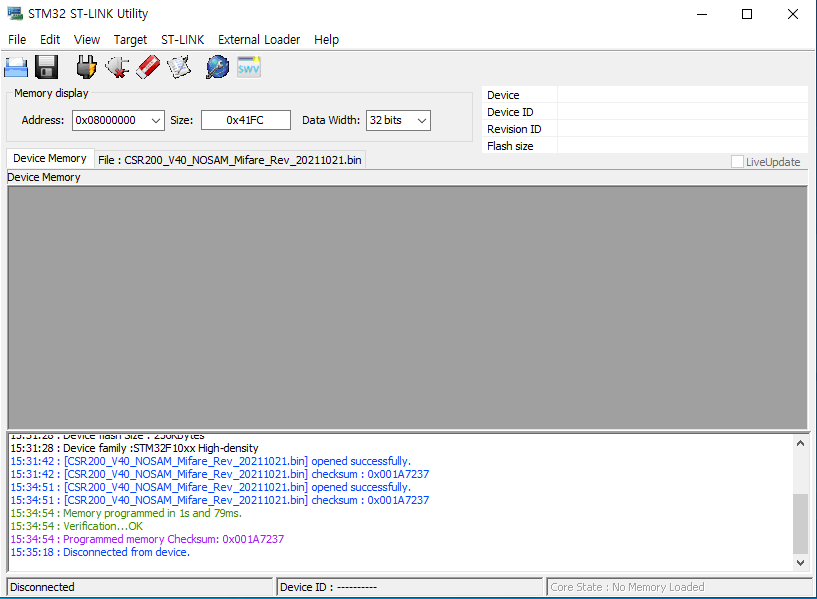 STM32 ST-LINK Utility
File Edit View Target ST-LINK External Loader Help
SWV
Memory display
Address: 0x08000000 Size: 0x41FC Data Width: 32 bits
Device
Device ID
Revision ID
Flash size
LiveUpdate
Device Memory File : CSR200_V40_NOSAM_Mifare_Rev_20211021.bin
Device Memory
15:31:28 : Device flash Size : 256KBytes
15:31:28 : Device family :STM32F10xx High-density
15:31:42 : [CSR200_V40_NOSAM_Mifare_Rev_20211021.bin] opened successfully.
15:31:42 : [CSR200_V40_NOSAM_Mifare_Rev_20211021.bin] checksum : 0x001A7237
15:34:51 : [CSR200_V40_NOSAM_Mifare_Rev_20211021.bin] opened successfully.
15:34:51 : [CSR200_V40_NOSAM_Mifare_Rev_20211021.bin] checksum : 0x001A7237
15:34:54 : Memory programmed in 1s and 79ms.
15:34:54 : Verification...OK
15:34:54 : Programmed memory Checksum: 0x001A7237
15:35:18 : Disconnected from device.
Disconnected Device ID : ---------- Core State : No Memory Loaded